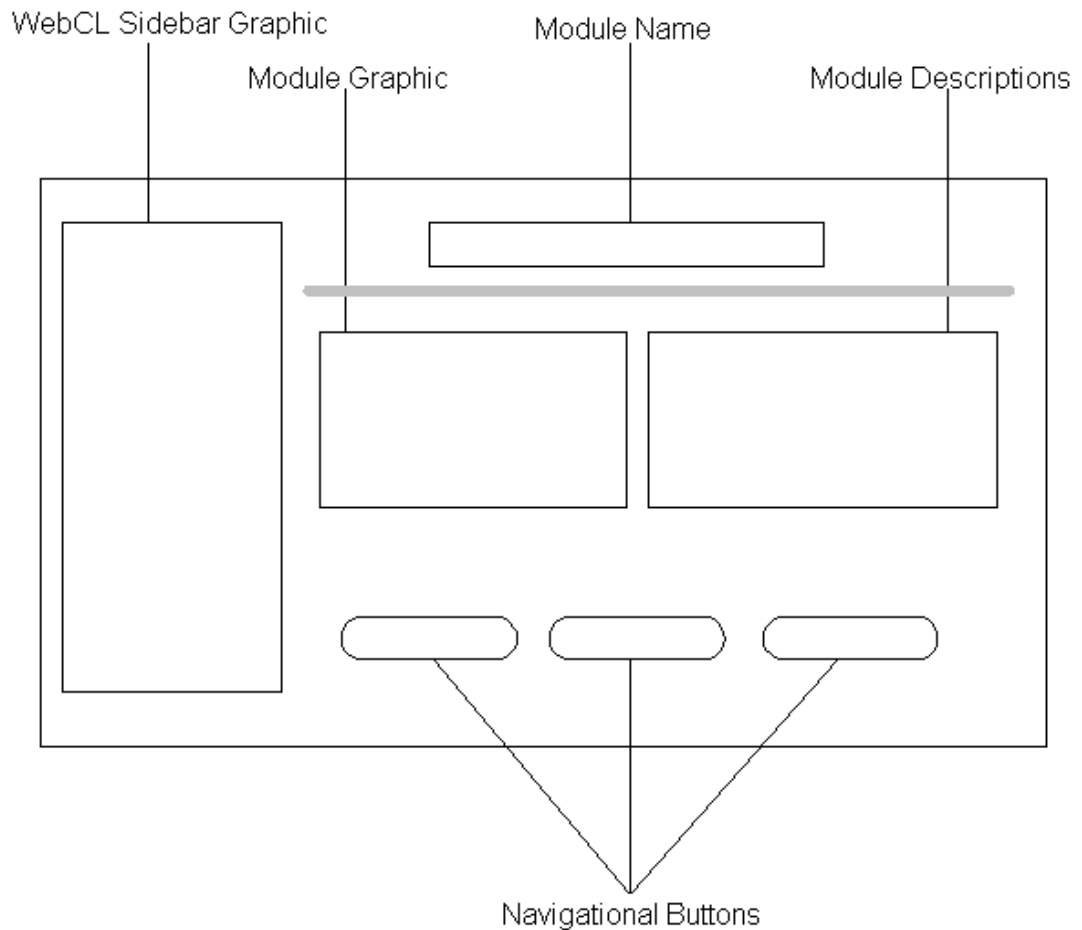 WebCL Sidebar Graphic
Module Name
Module Graphic
Module Descriptions
Navigational Buttons